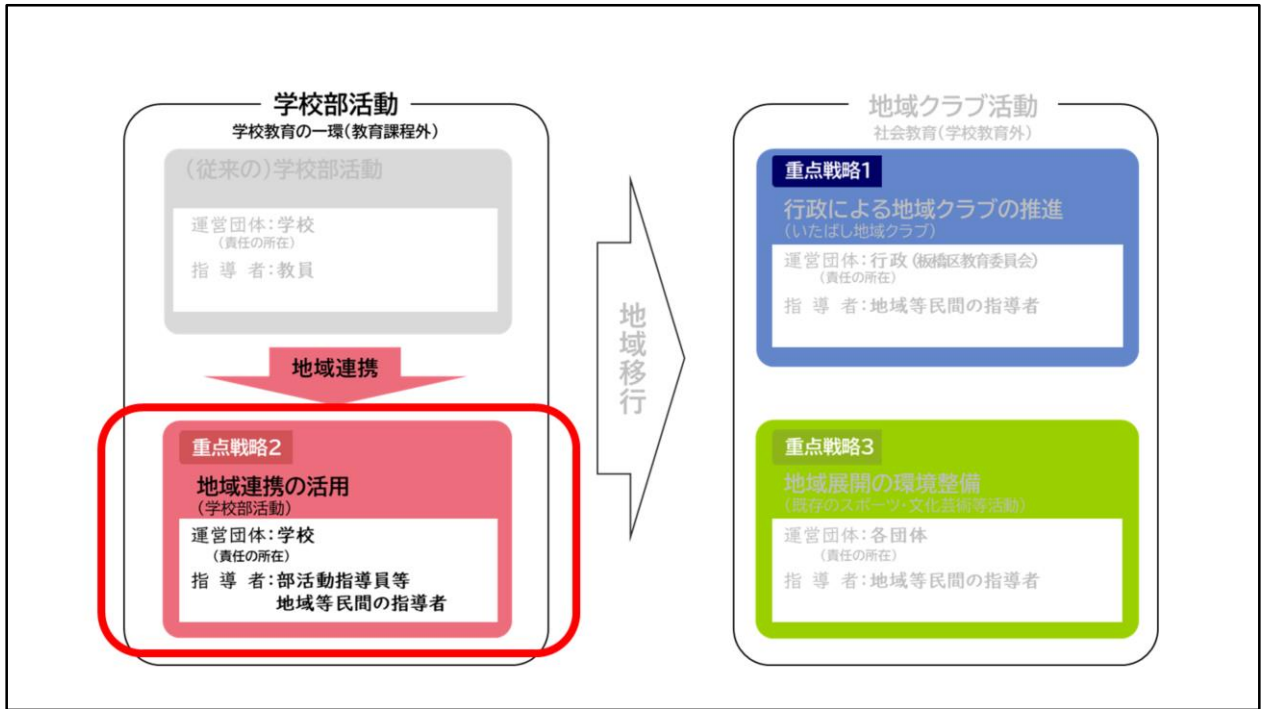 学校部活動
学校教育の一環(教育課程外)
(従来の)学校部活動
運営団体:学校
(責任の所在)
指 導 者:教員
地域連携
重点戦略2
地域連携の活用
(学校部活動)
運営団体:学校
(責任の所在)
指 導 者:部活動指導員等
地域等民間の指導者
地域移行
地域クラブ活動
社会教育(学校教育外)
重点戦略1
行政による地域クラブの推進
(いたばし地域クラブ)
運営団体:行政(板橋区教育委員会)
(責任の所在)
指 導 者:地域等民間の指導者
重点戦略3
地域展開の環境整備
(既存のスポーツ・文化芸術等活動)
運営団体:各団体
(責任の所在)
指 導 者:地域等民間の指導者